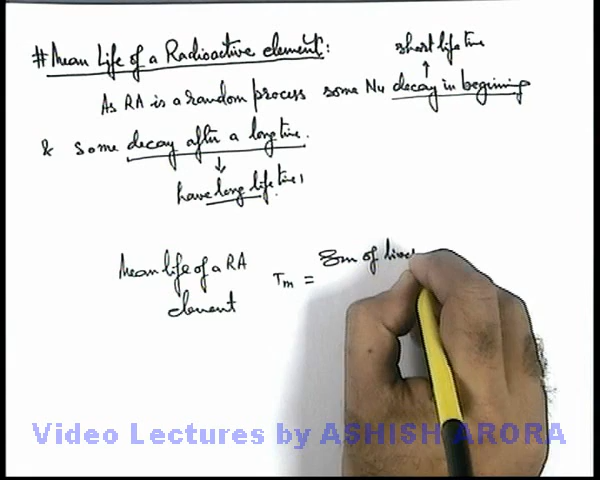 # Mean Life of a Radioactive element:
short life time
As RA is a random process some Nu decay in beginning
& some decay after a long time.
have long life time,
Mean life of a RA
element
Tm = Sum of lives
Video Lectures by ASHISH ARORA